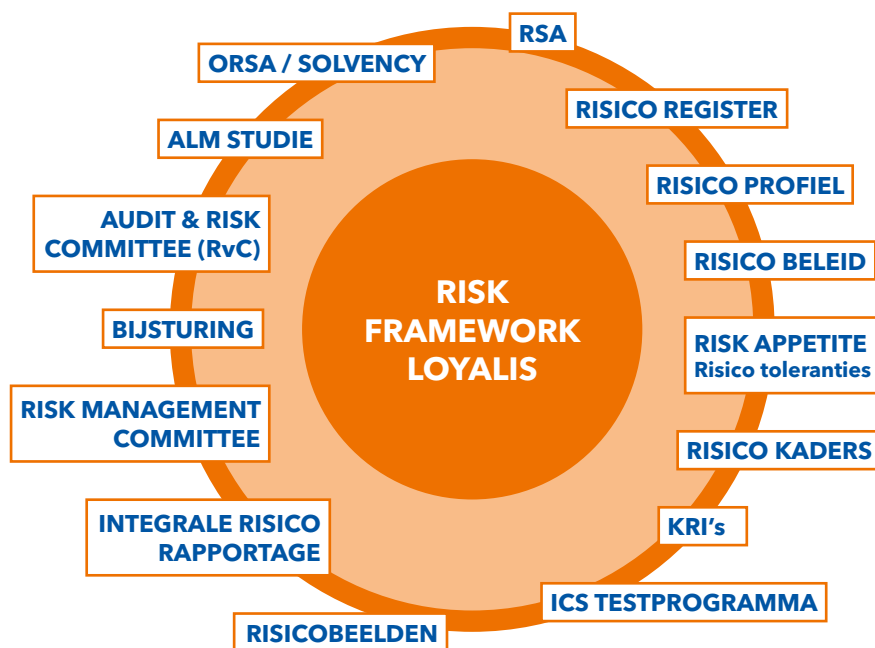 RSA
ORSA / SOLVENCY
RISICO REGISTER
ALM STUDIE
RISICO PROFIEL
AUDIT & RISK
COMMITTEE (RvC)
RISICO BELEID
RISK
FRAMEWORK
LOYALIS
BIJSTURING
RISK APPETITE
Risico toleranties
RISK MANAGEMENT
COMMITTEE
RISICO KADERS
INTEGRALE RISICO
RAPPORTAGE
KRI's
ICS TESTPROGRAMMA
RISICOBEELDEN